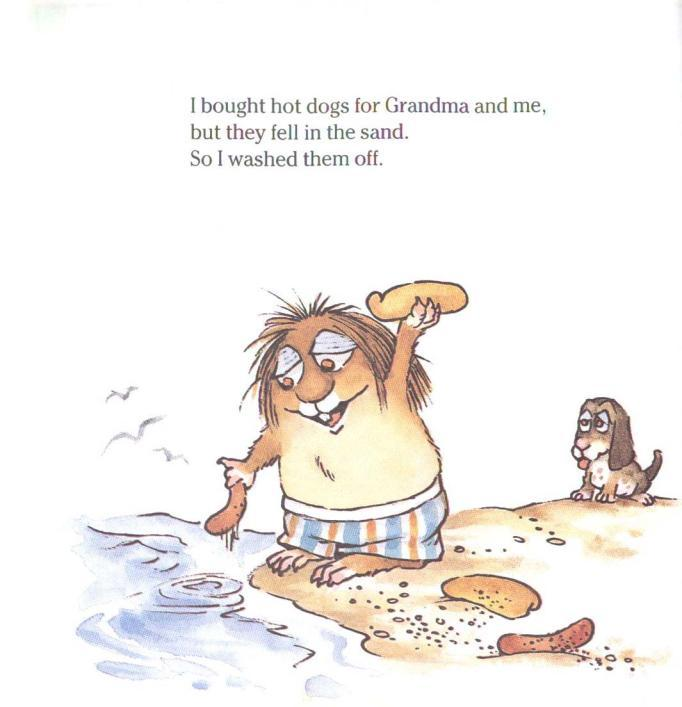 I bought hot dogs for Grandma and me,
but they fell in the sand.
So I washed them off.